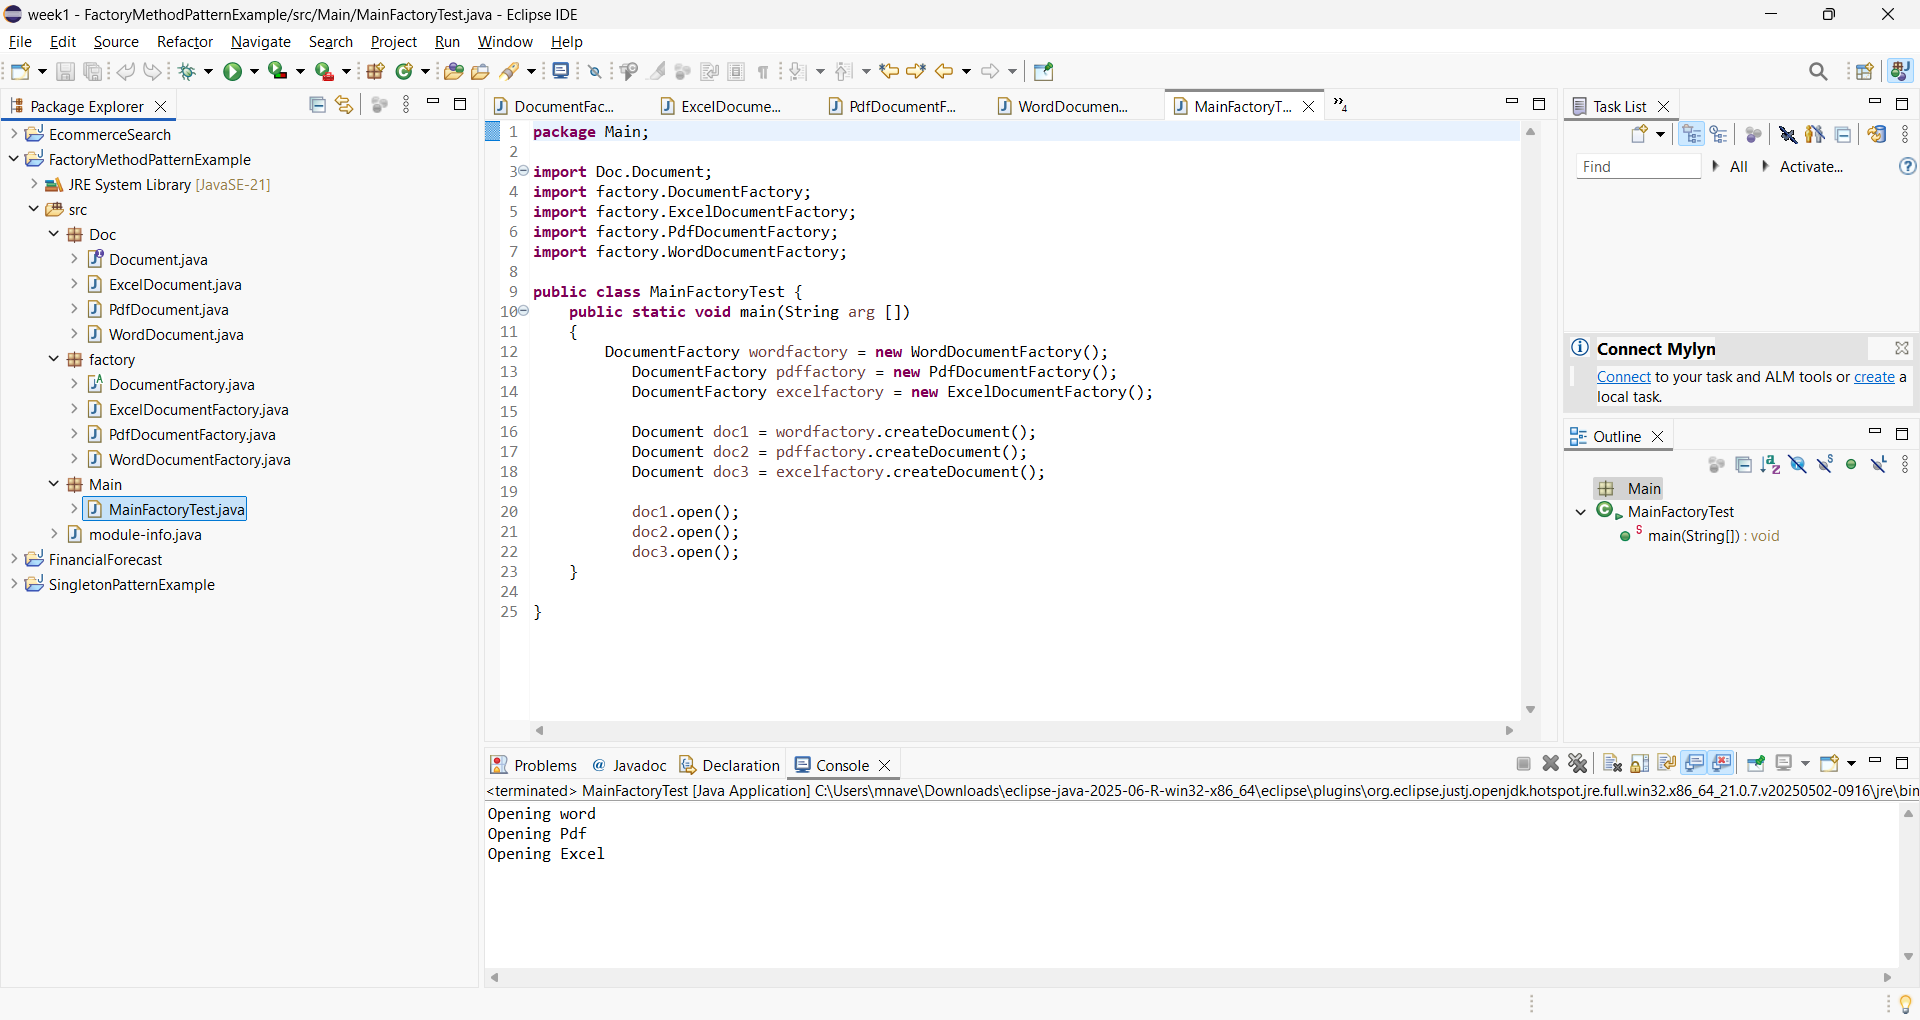 week1 - FactoryMethodPatternExample/src/Main/MainFactoryTest.java - Eclipse IDE
File Edit Source Refactor Navigate Search Project Run Window Help
Package Explorer
EcommerceSearch
FactoryMethodPatternExample
JRE System Library [JavaSE-21]
src
Doc
Document.java
ExcelDocument.java
PdfDocument.java
WordDocument.java
factory
DocumentFactory.java
ExcelDocumentFactory.java
PdfDocumentFactory.java
WordDocumentFactory.java
Main
MainFactoryTest.java
module-info.java
FinancialForecast
SingletonPatternExample
DocumentFac... ExcelDocume... PdfDocumentF... WordDocumen... MainFactoryT... »4
1 package Main;
2
3 import Doc.Document;
4 import factory.DocumentFactory;
5 import factory.ExcelDocumentFactory;
6 import factory.PdfDocumentFactory;
7 import factory.WordDocumentFactory;
8
9 public class MainFactoryTest {
10 public static void main(String arg [])
11 {
12 DocumentFactory wordfactory = new WordDocumentFactory();
13 DocumentFactory pdffactory = new PdfDocumentFactory();
14 DocumentFactory excelfactory = new ExcelDocumentFactory();
15
16 Document doc1 = wordfactory.createDocument();
17 Document doc2 = pdffactory.createDocument();
18 Document doc3 = excelfactory.createDocument();
19
20 doc1.open();
21 doc2.open();
22 doc3.open();
23 }
24
25 }
Problems @ Javadoc Declaration Console
<terminated> MainFactoryTest [Java Application] C:\Users\mnave\Downloads\eclipse-java-2025-06-R-win32-x86_64\eclipse\plugins\org.eclipse.justj.openjdk.hotspot.jre.full.win32.x86_64_21.0.7.v20250502-0916\jre\bin
Opening word
Opening Pdf
Opening Excel
Task List
Find All Activate...
Connect Mylyn
Connect to your task and ALM tools or create a
local task.
Outline
Main
MainFactoryTest
main(String[]) : void